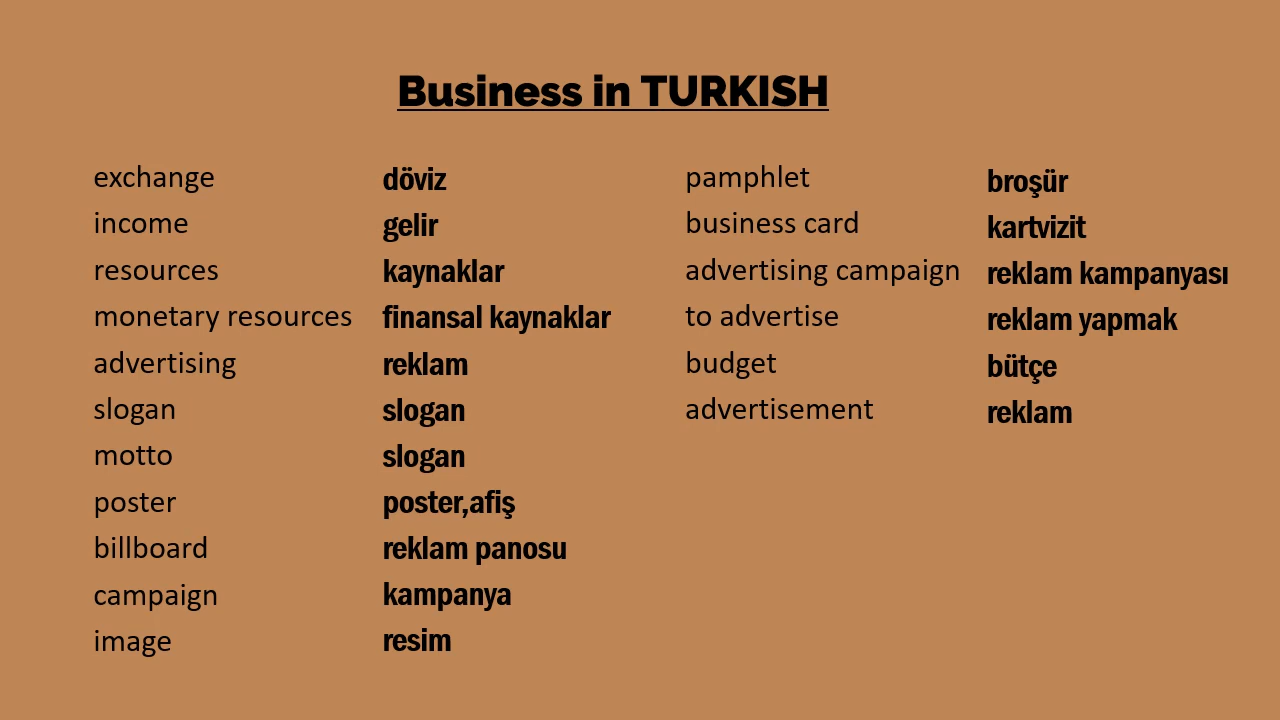 Business in TURKISH
exchange döviz
income gelir
resources kaynaklar
monetary resources finansal kaynaklar
advertising reklam
slogan slogan
motto slogan
poster poster,afiş
billboard reklam panosu
campaign kampanya
image resim
pamphlet broşür
business card kartvizit
advertising campaign reklam kampanyası
to advertise reklam yapmak
budget bütçe
advertisement reklam